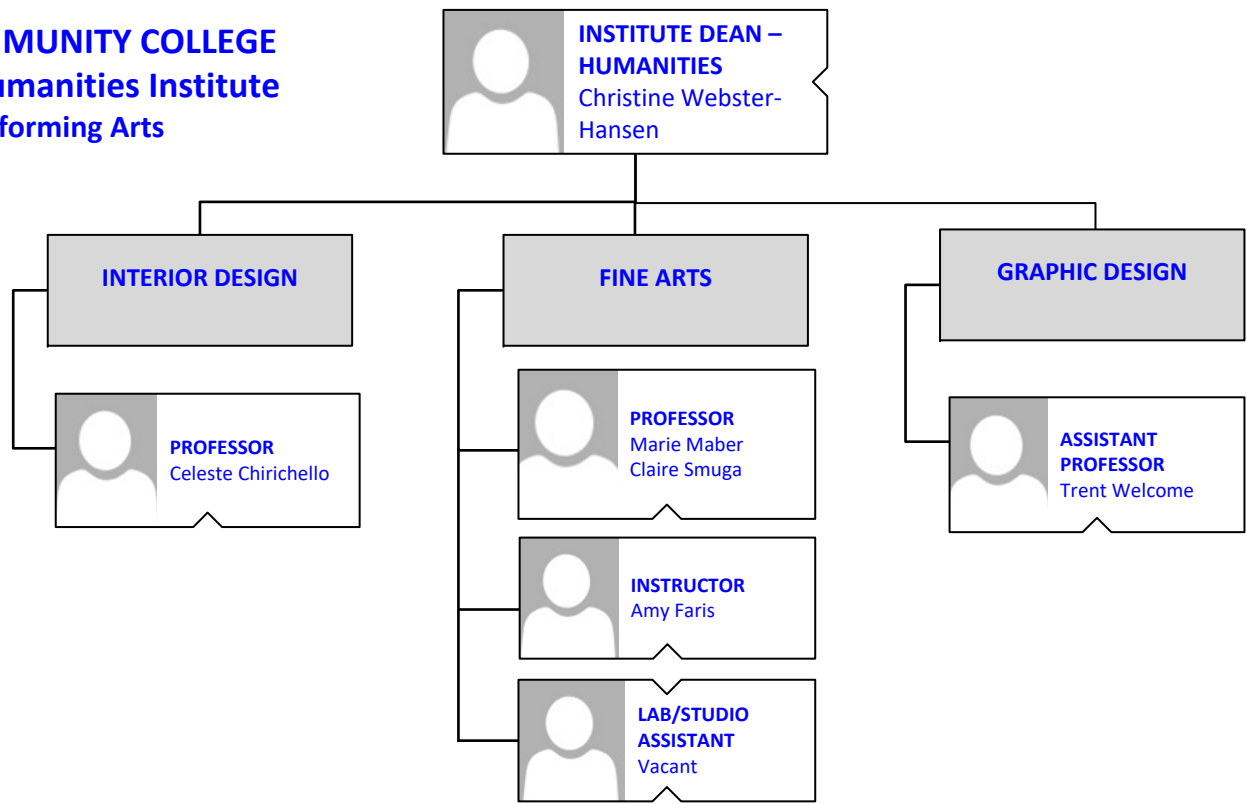 MUNITY COLLEGE
umanities Institute
forming Arts
INSTITUTE DEAN –
HUMANITIES
Christine Webster-
Hansen
INTERIOR DESIGN
FINE ARTS
GRAPHIC DESIGN
PROFESSOR
Celeste Chirichello
PROFESSOR
Marie Maber
Claire Smuga
INSTRUCTOR
Amy Faris
LAB/STUDIO
ASSISTANT
Vacant
ASSISTANT
PROFESSOR
Trent Welcome